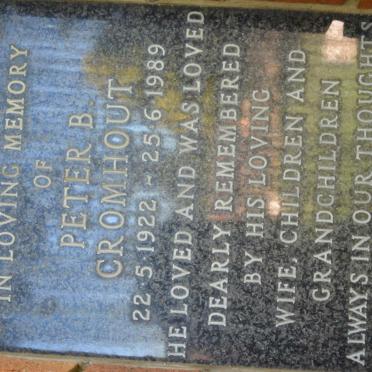 IN LOVING MEMORY
OF
PETER B.
CROMHOUT
22·5·1922 - 25·6·1989
HE LOVED AND WAS LOVED
DEARLY REMEMBERED
BY HIS LOVING
WIFE CHILDREN AND
GRANDCHILDREN
ALWAYS IN OUR THOUGHTS